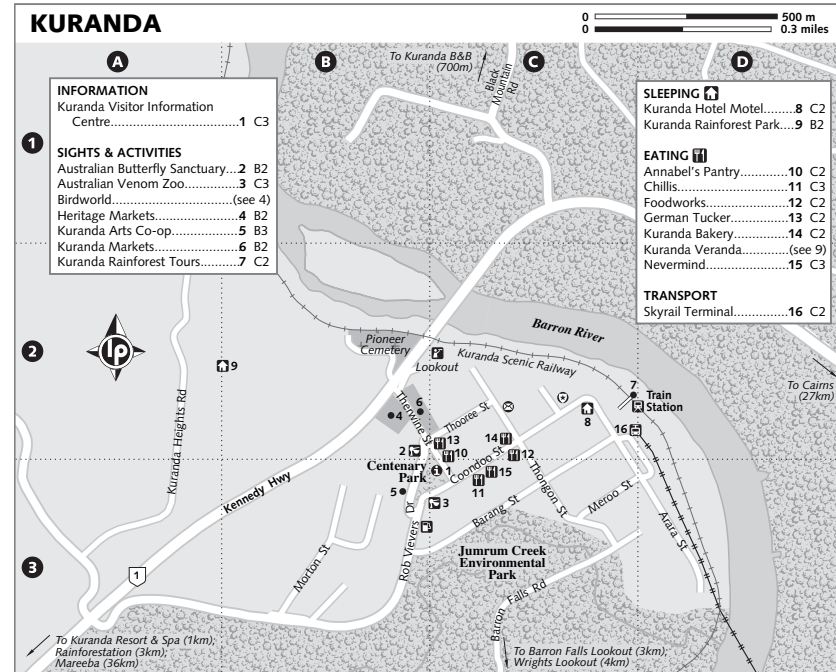 KURANDA
0 500 m
0 0.3 miles
A
B
C
D
To Kuranda B&B
(700m)
Black
Mountain
Rd
INFORMATION
Kuranda Visitor Information
Centre..............................1 C3
SIGHTS & ACTIVITIES
Australian Butterfly Sanctuary...2 B2
Australian Venom Zoo...............3 C3
Birdworld...........................(see 4)
Heritage Markets.....................4 B2
Kuranda Arts Co-op..................5 B3
Kuranda Markets.....................6 B2
Kuranda Rainforest Tours.........7 C2
SLEEPING
Kuranda Hotel Motel........8 C2
Kuranda Rainforest Park...9 B2
EATING
Annabel's Pantry............10 C2
Chillis...........................11 C3
Foodworks.....................12 C2
German Tucker...............13 C2
Kuranda Bakery..............14 C2
Kuranda Veranda............(see 9)
Nevermind.....................15 C3
TRANSPORT
Skyrail Terminal..............16 C2
1
2
3
lp
Barron River
Pioneer
Cemetery
Lookout
Kuranda Scenic Railway
To Cairns
(27km)
7
Train
Station
9
6
4
Therwine St
Thooree St
8
16
2
13
14
10
12
Centenary
Park
1
15
11
Coondoo St
Thongon St
5
3
Kuranda Heights Rd
Kennedy Hwy
Rob Vievers Dr
Barang St
Meroo St
Arara St
Morton St
Jumrum Creek
Environmental
Park
Barron Falls Rd
1
To Kuranda Resort & Spa (1km);
Rainforestation (3km);
Mareeba (36km)
To Barron Falls Lookout (3km);
Wrights Lookout (4km)